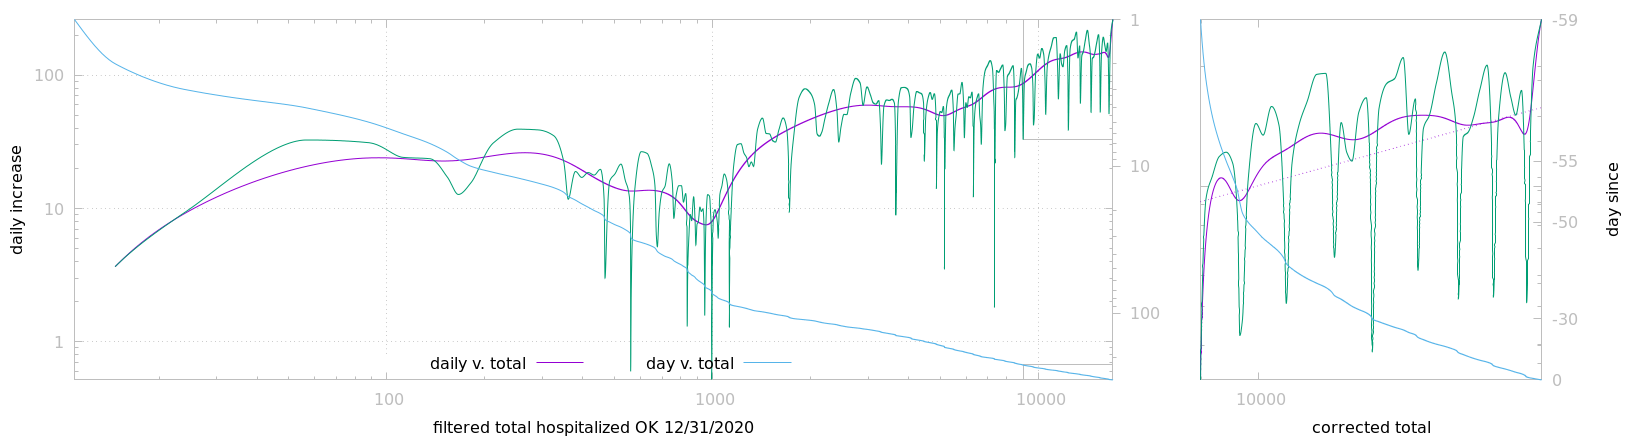 daily increase
100
10
1
100
1000
10000
daily v. total
day v. total
filtered total hospitalized OK 12/31/2020
1
10
100
10000
corrected total
-59
-55
-50
-30
0
day since